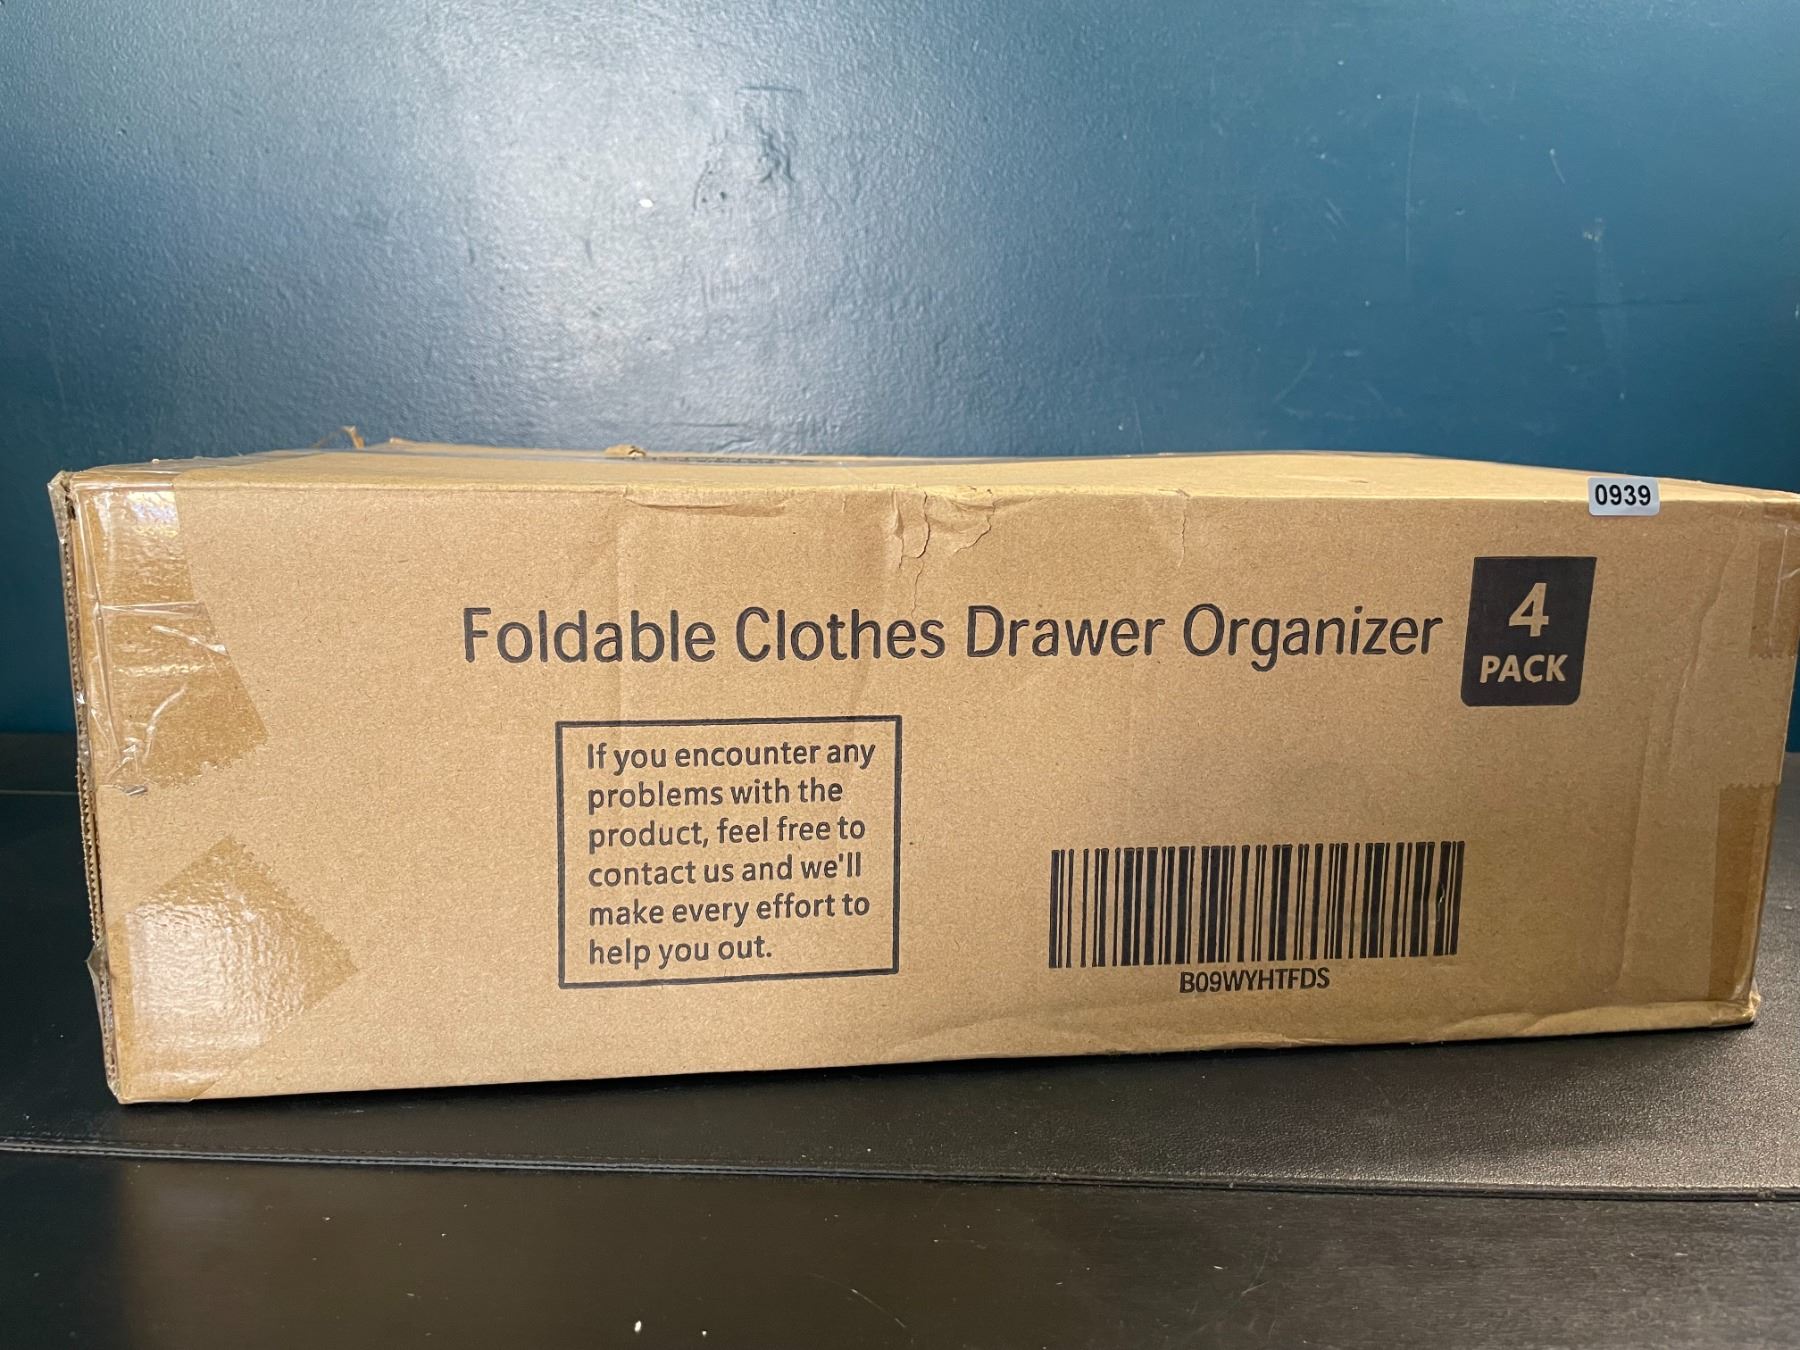 0939
Foldable Clothes Drawer Organizer
4
PACK
If you encounter any
problems with the
product, feel free to
contact us and we'll
make every effort to
help you out.
B09WYHTFDS